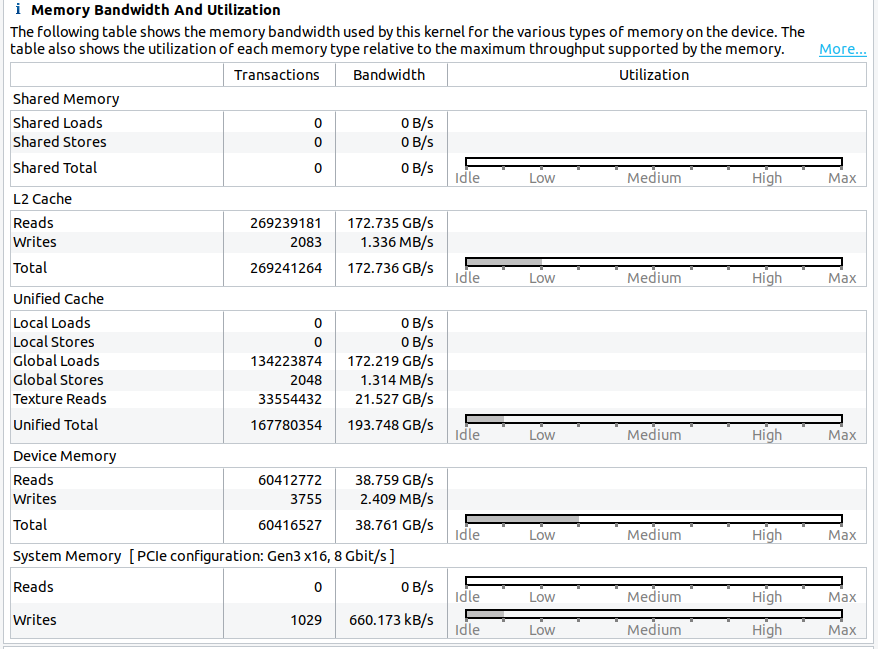 i Memory Bandwidth And Utilization
The following table shows the memory bandwidth used by this kernel for the various types of memory on the device. The
table also shows the utilization of each memory type relative to the maximum throughput supported by the memory. More...
Transactions Bandwidth Utilization
Shared Memory
Shared Loads 0 0 B/s
Shared Stores 0 0 B/s
Shared Total 0 0 B/s
Idle Low Medium High Max
L2 Cache
Reads 269239181 172.735 GB/s
Writes 2083 1.336 MB/s
Total 269241264 172.736 GB/s
Idle Low Medium High Max
Unified Cache
Local Loads 0 0 B/s
Local Stores 0 0 B/s
Global Loads 134223874 172.219 GB/s
Global Stores 2048 1.314 MB/s
Texture Reads 33554432 21.527 GB/s
Unified Total 167780354 193.748 GB/s
Idle Low Medium High Max
Device Memory
Reads 60412772 38.759 GB/s
Writes 3755 2.409 MB/s
Total 60416527 38.761 GB/s
Idle Low Medium High Max
System Memory [ PCIe configuration: Gen3 x16, 8 Gbit/s ]
Reads 0 0 B/s
Idle Low Medium High Max
Writes 1029 660.173 kB/s
Idle Low Medium High Max